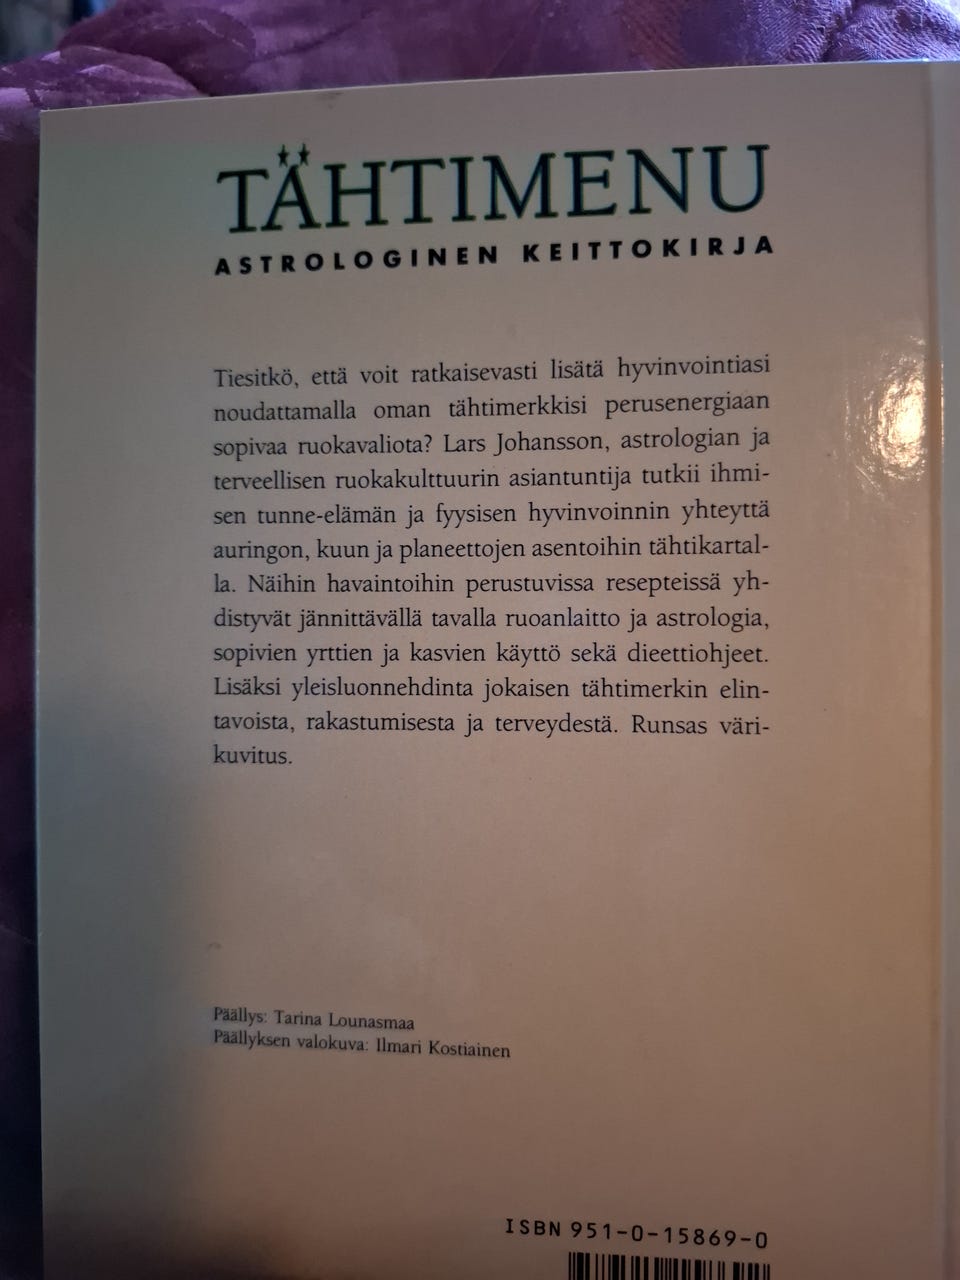 TÄHTIMENU
ASTROLOGINEN KEITTOKIRJA
Tiesitkö, että voit ratkaisevasti lisätä hyvinvointiasi
noudattamalla oman tähtimerkkisi perusenergiaan
sopivaa ruokavaliota? Lars Johansson, astrologian ja
terveellisen ruokakulttuurin asiantuntija tutkii ihmi-
sen tunne-elämän ja fyysisen hyvinvoinnin yhteyttä
auringon, kuun ja planeettojen asentoihin tähtikartal-
la. Näihin havaintoihin perustuvissa resepteissä yh-
distyvät jännittävällä tavalla ruoanlaitto ja astrologia,
sopivien yrttien ja kasvien käyttö sekä dieettiohjeet.
Lisäksi yleisluonnehdinta jokaisen tähtimerkin elin-
tavoista, rakastumisesta ja terveydestä. Runsas väri-
kuvitus.
Päällys: Tarina Lounasmaa
Päällyksen valokuva: Ilmari Kostiainen
ISBN 951-0-15869-0